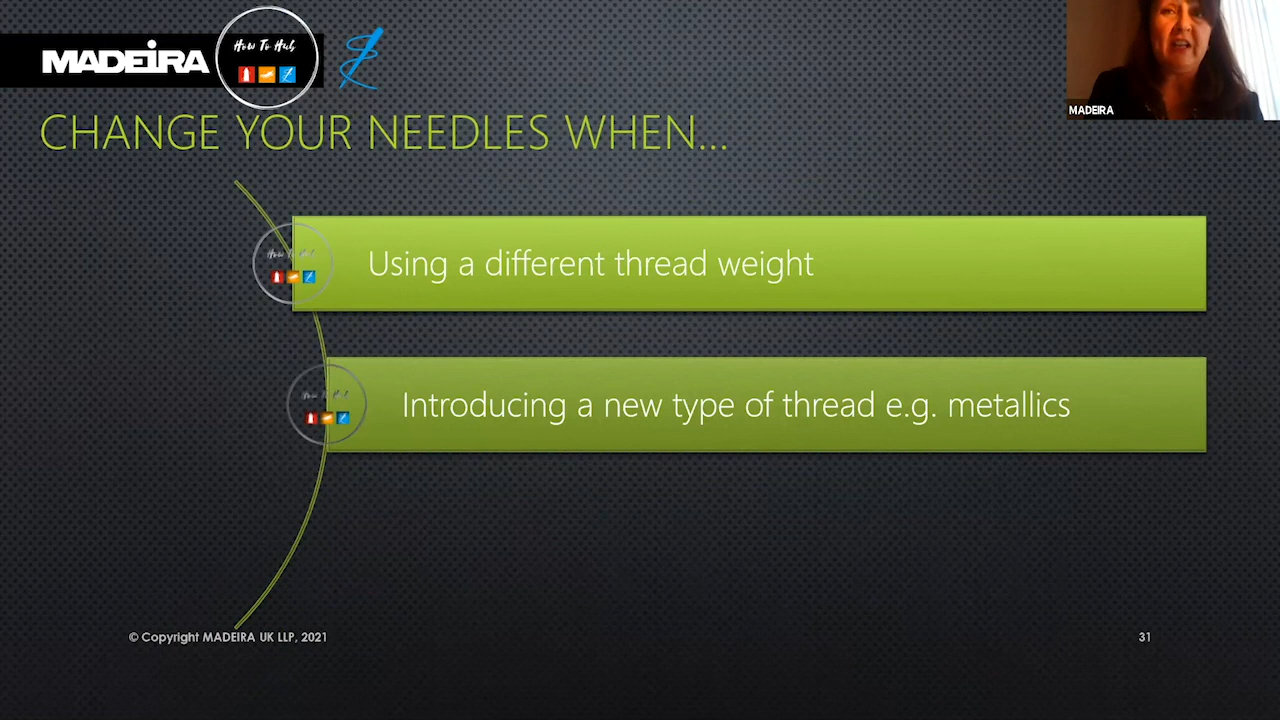 MADEIRA
How To Hub
MADEIRA
CHANGE YOUR NEEDLES WHEN...
How To Hub
Using a different thread weight
How To Hub
Introducing a new type of thread e.g. metallics
© Copyright MADEIRA UK LLP, 2021
31